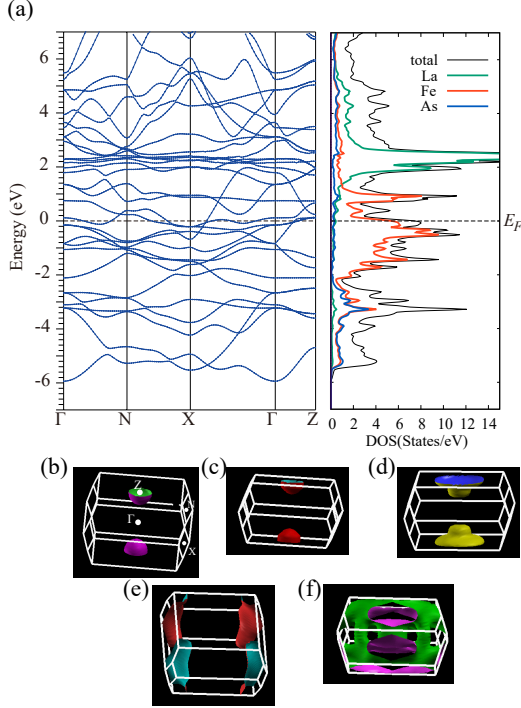 (a)
Energy (eV)
6
4
2
0
-2
-4
-6
Γ N X Γ Z
total
La
Fe
As
E_F
0 2 4 6 8 10 12 14
DOS(States/eV)
(b) (c) (d)
Z
Γ
X
(e) (f)